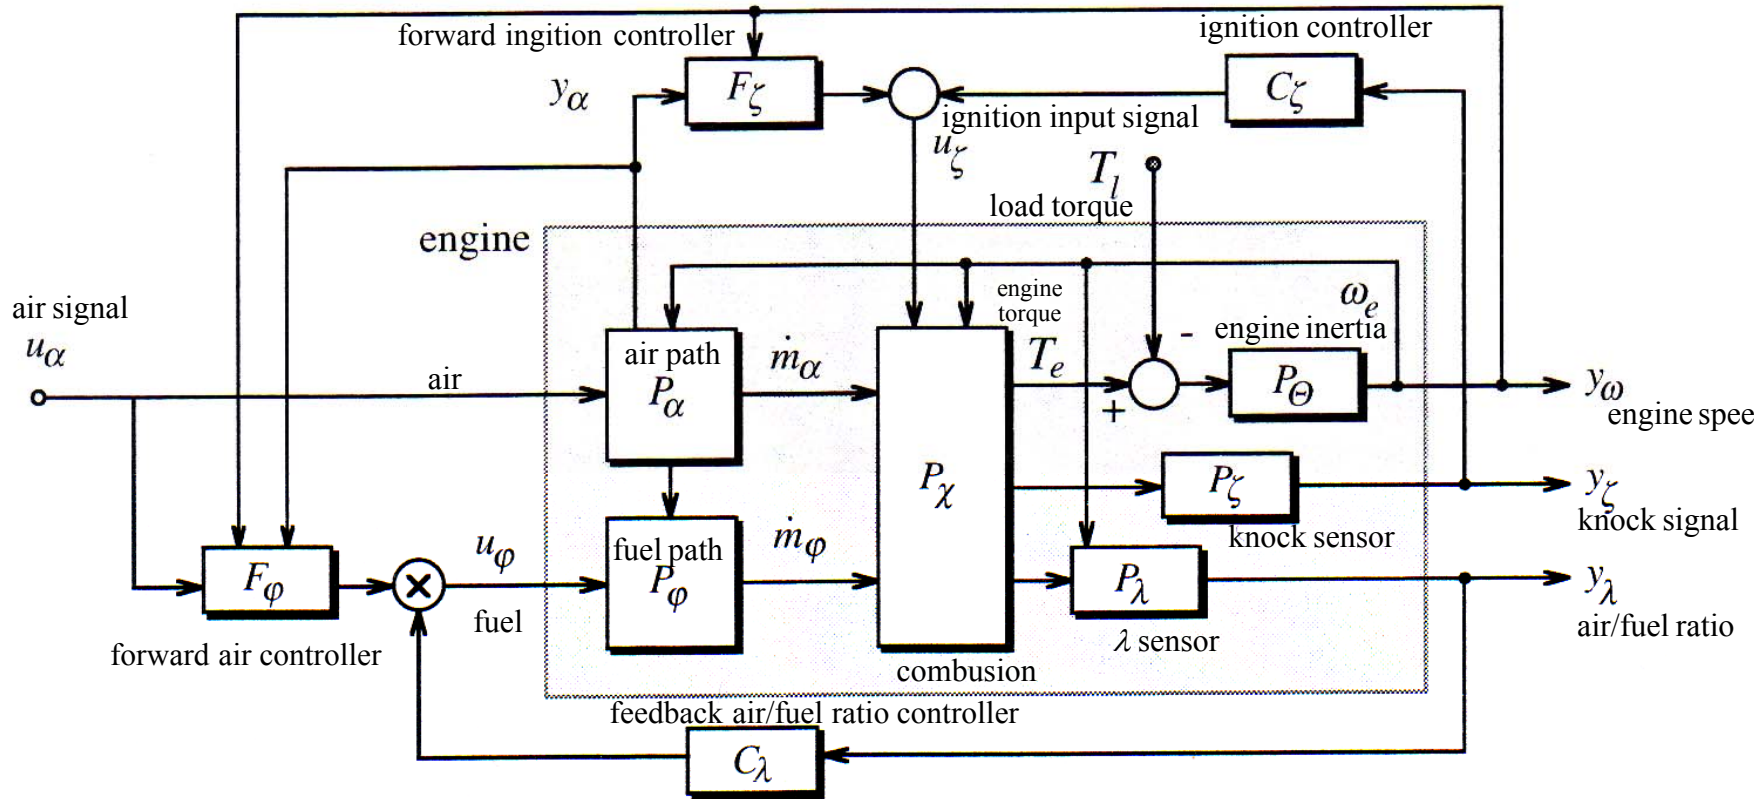 forward ingition controller
ignition controller
yα
Fζ
Cζ
ignition input signal
uζ
Tl
load torque
engine
air signal
uα
air
air path
Pα
ṁα
engine
torque
Te
ωe
engine inertia
-
+
PΘ
yω
engine spee
Pχ
Pζ
knock sensor
yζ
knock signal
Fφ
forward air controller
×
uφ
fuel
fuel path
Pφ
ṁφ
combusion
Pλ
λ sensor
yλ
air/fuel ratio
feedback air/fuel ratio controller
Cλ